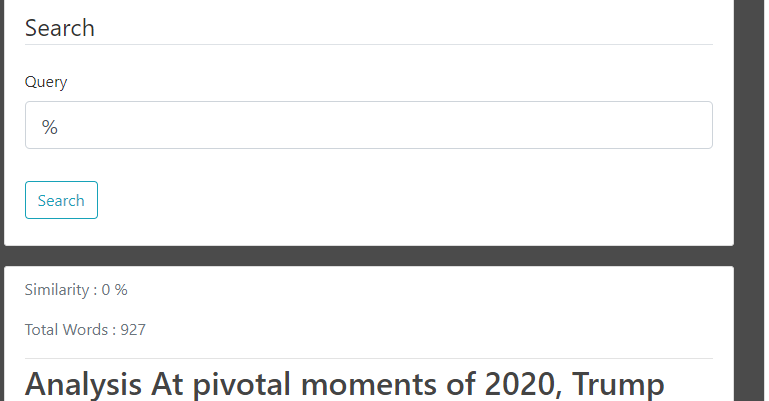 Search
Query
%
Search
Similarity : 0 %
Total Words : 927
Analysis At pivotal moments of 2020, Trump